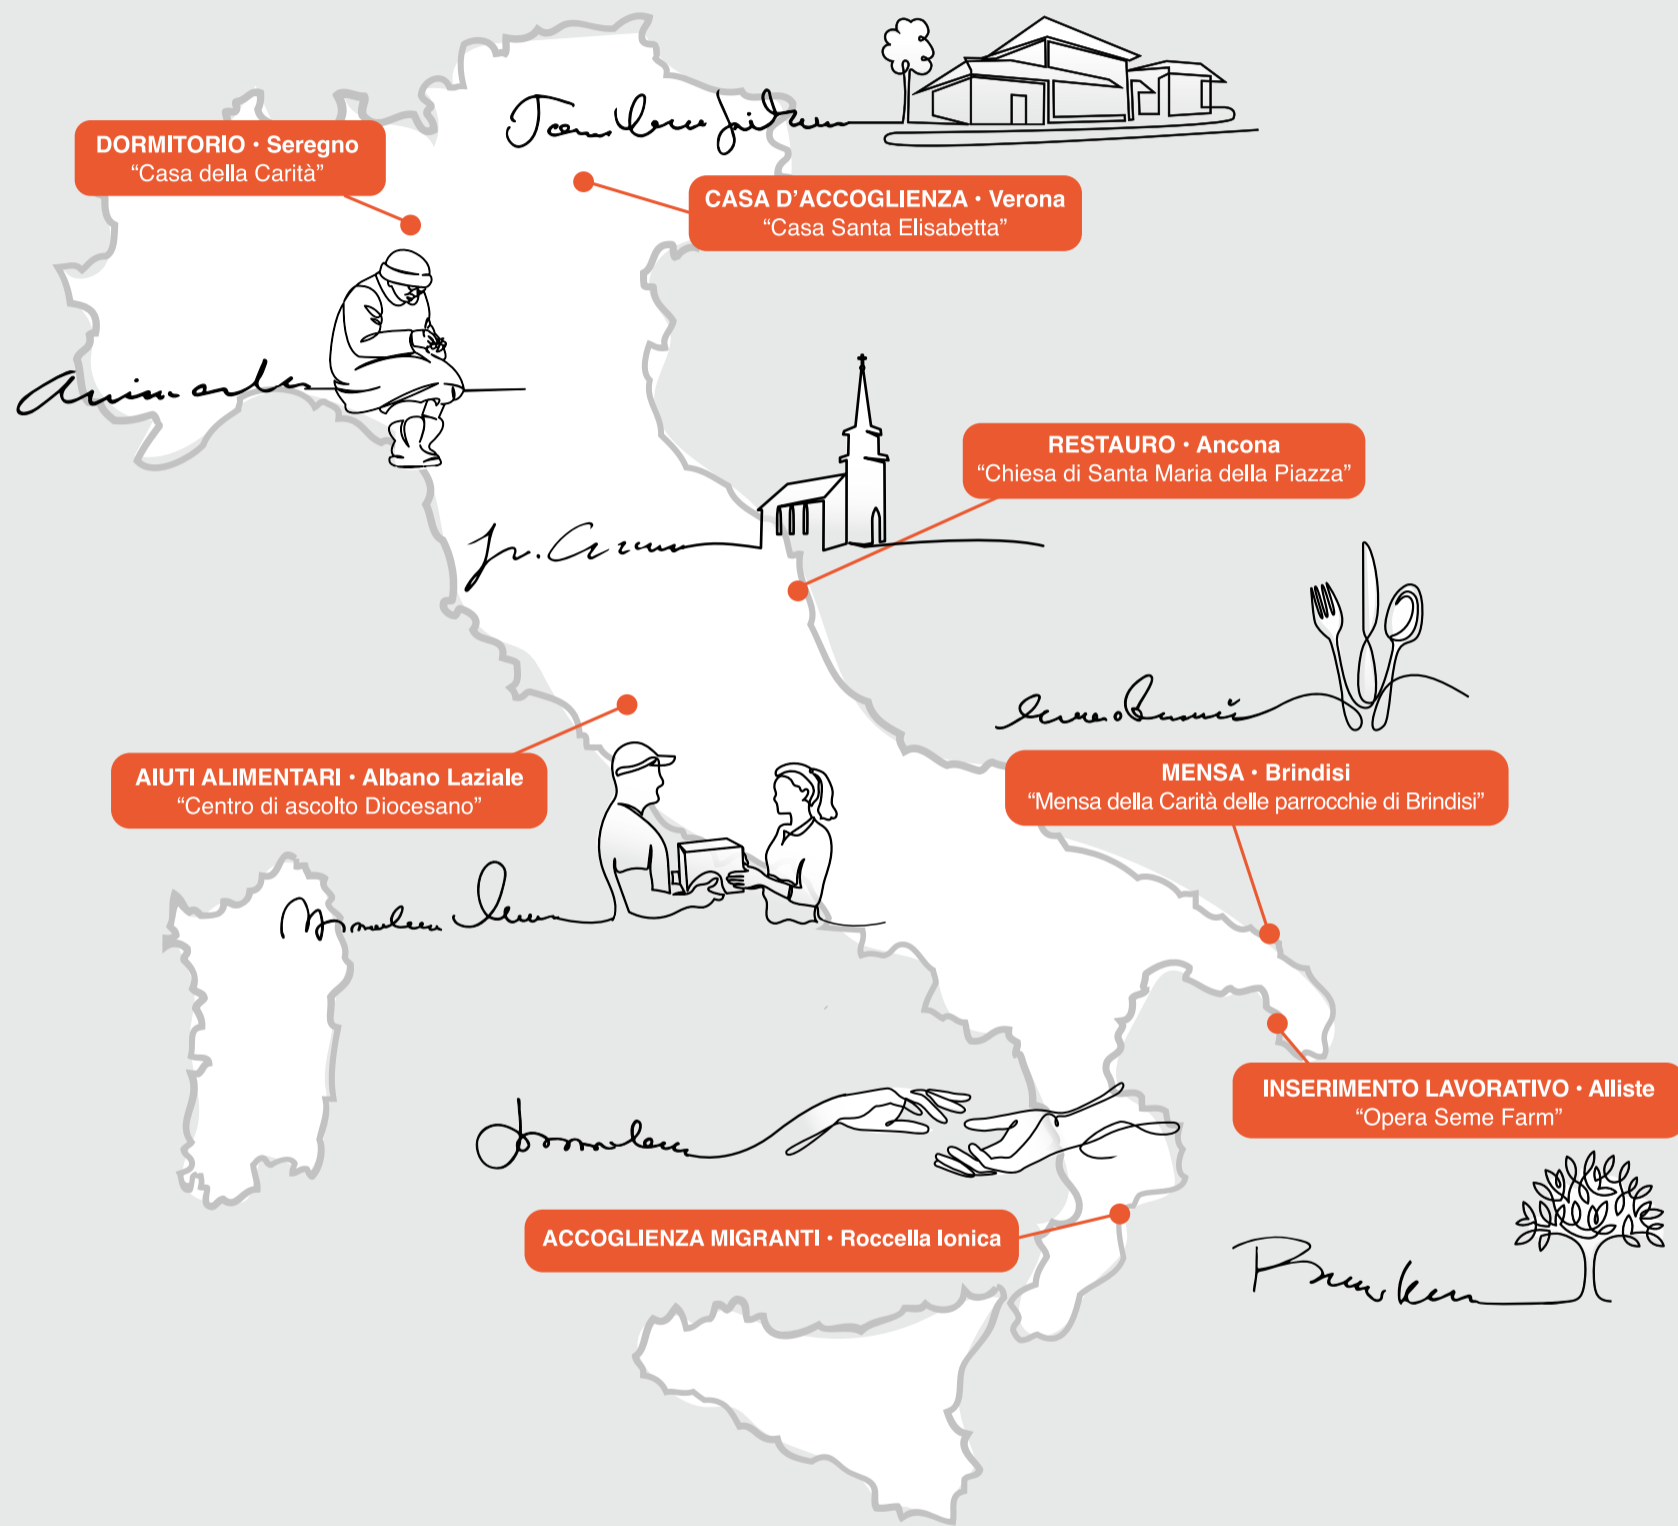 DORMITORIO · Seregno
“Casa della Carità”
CASA D'ACCOGLIENZA · Verona
“Casa Santa Elisabetta”
RESTAURO · Ancona
“Chiesa di Santa Maria della Piazza”
AIUTI ALIMENTARI · Albano Laziale
“Centro di ascolto Diocesano”
MENSA · Brindisi
“Mensa della Carità delle parrocchie di Brindisi”
INSERIMENTO LAVORATIVO · Alliste
“Opera Seme Farm”
ACCOGLIENZA MIGRANTI · Roccella Ionica